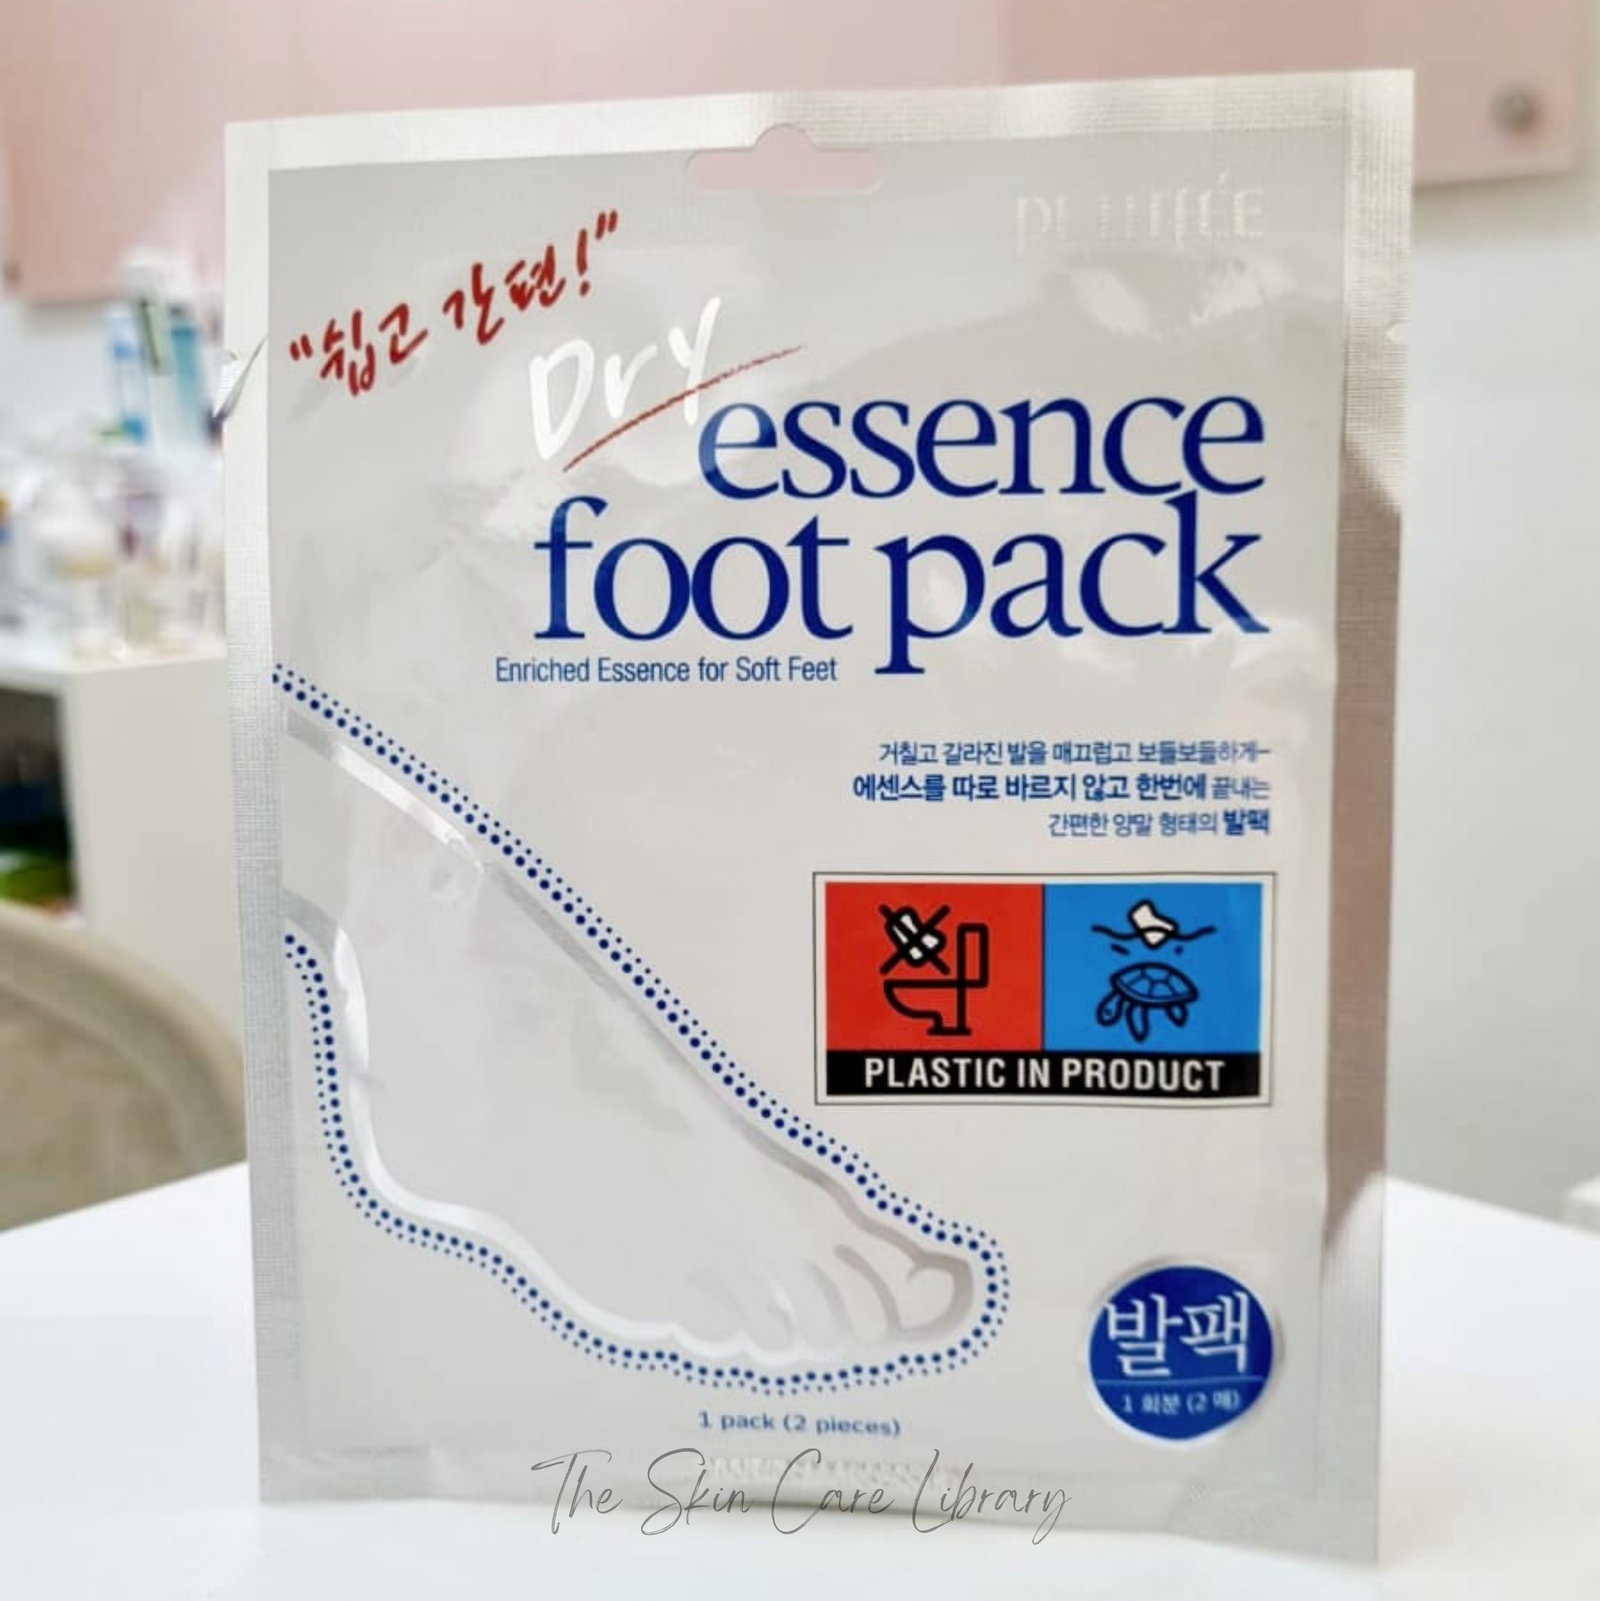 "쉽고 간편!"
Dry
essence
foot pack
Enriched Essence for Soft Feet
거칠고 갈라진 발을 매끄럽고 보들보들하게~
에센스를 따로 바르지 않고 한번에 끝내는
간편한 양말 형태의 발팩
PLASTIC IN PRODUCT
발팩
1 회분 (2 매)
1 pack (2 pieces)
The Skin Care Library